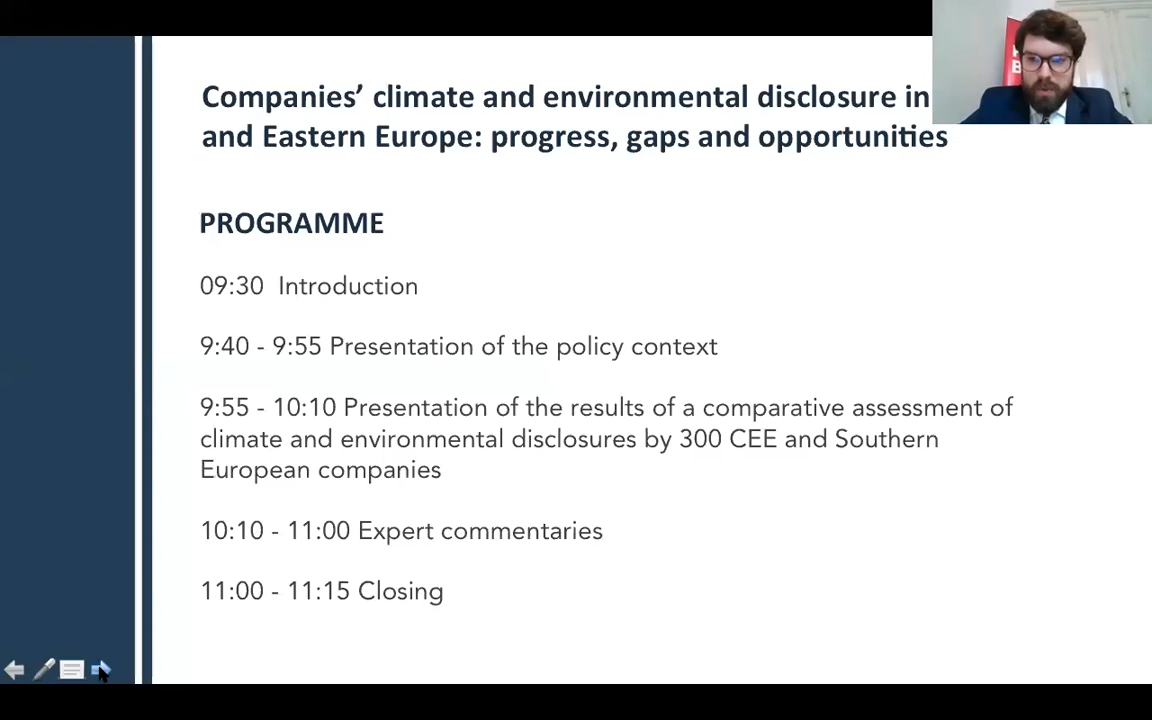 Companies’ climate and environmental disclosure in
and Eastern Europe: progress, gaps and opportunities
PROGRAMME
09:30 Introduction
9:40 - 9:55 Presentation of the policy context
9:55 - 10:10 Presentation of the results of a comparative assessment of
climate and environmental disclosures by 300 CEE and Southern
European companies
10:10 - 11:00 Expert commentaries
11:00 - 11:15 Closing